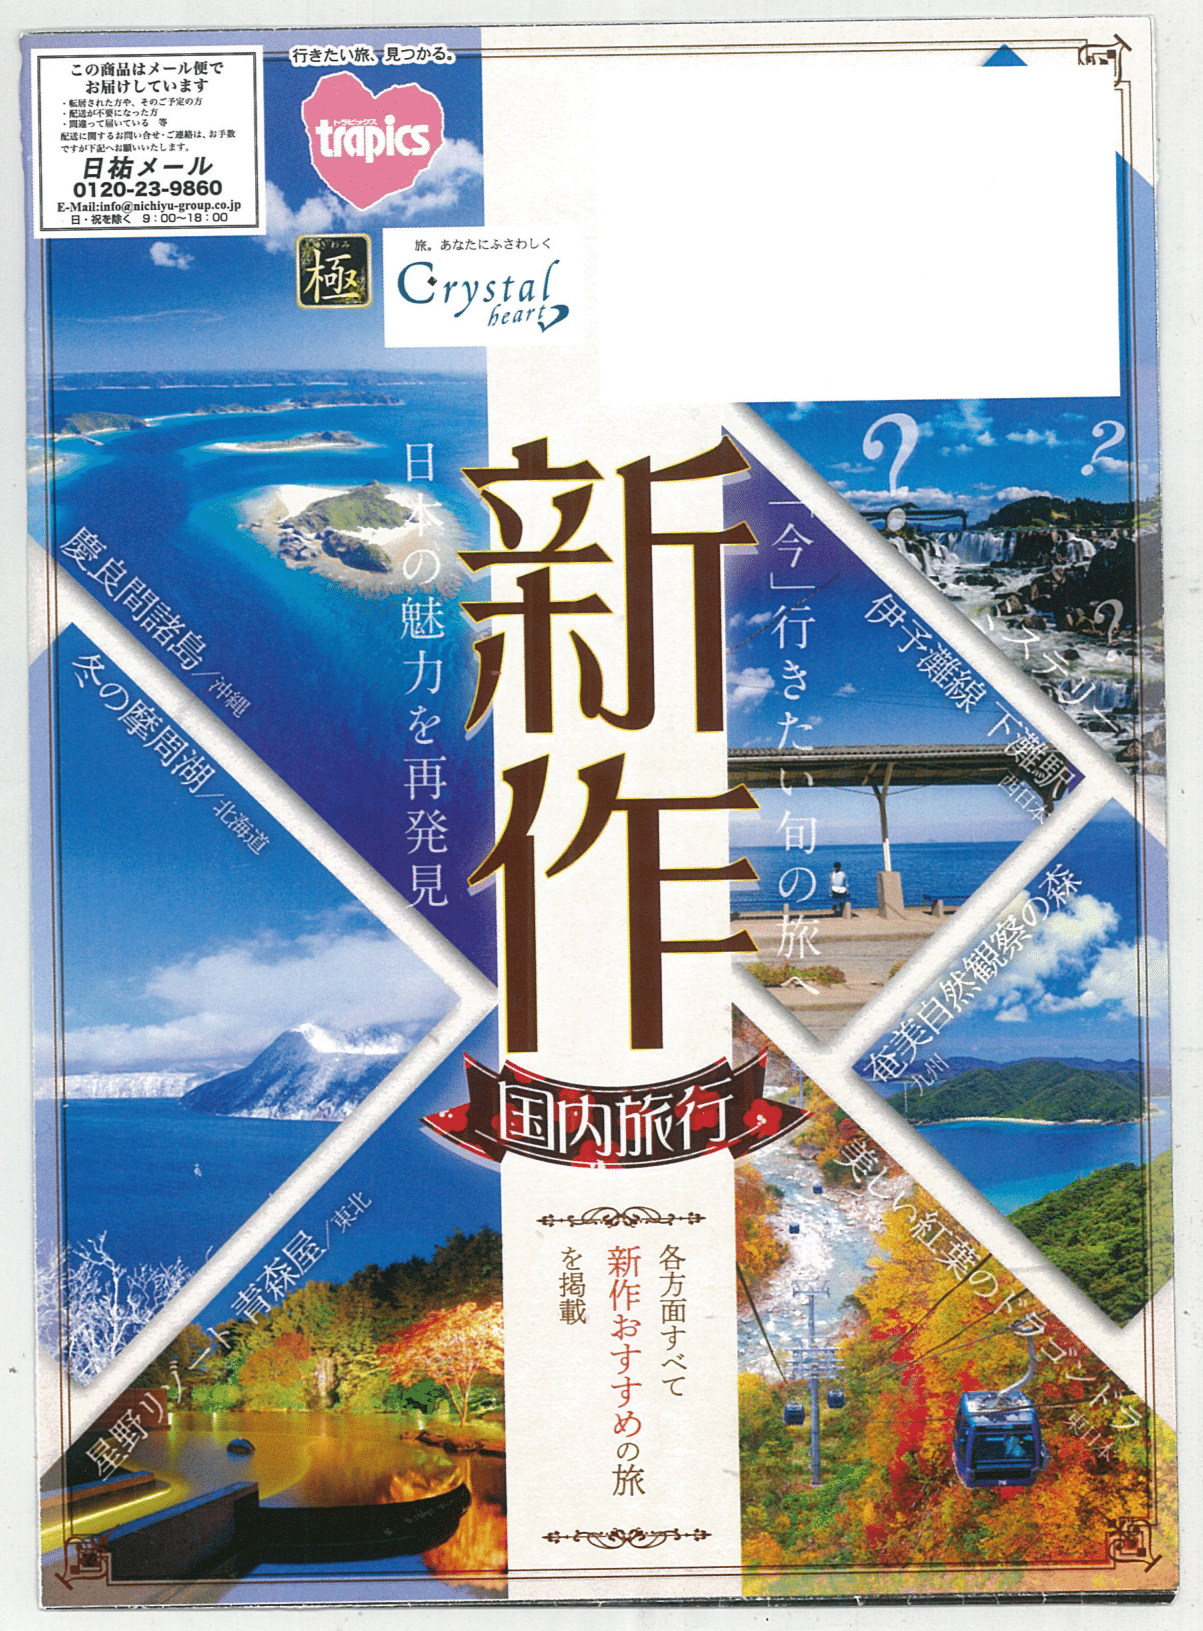 この商品はメール便で
お届けしています
・転居された方や、そのご予定の方
・配送が不要になった方
・間違って届いている　等
配送に関するお問い合せ・ご連絡は、お手数
ですが下記へお願いいたします。
日祐メール
0120-23-9860
E-Mail:info@nichiyu-group.co.jp
日・祝を除く　9：00～18：00
行きたい旅、見つかる。
トラピックス
trapics
きわみ
極
旅。あなたにふさわしく
Crystal
heart
「今」行きたい旬の旅へ
新作
日本の魅力を再発見
国内旅行
各方面すべて
新作おすすめの旅
を掲載
慶良間諸島／沖縄
冬の摩周湖／北海道
星野リゾート 青森屋／東北
?
?
?
ミステリー
伊予灘線 下灘駅
西日本
奄美自然観察の森
／九州
美しい紅葉のドラゴンドラ
東日本